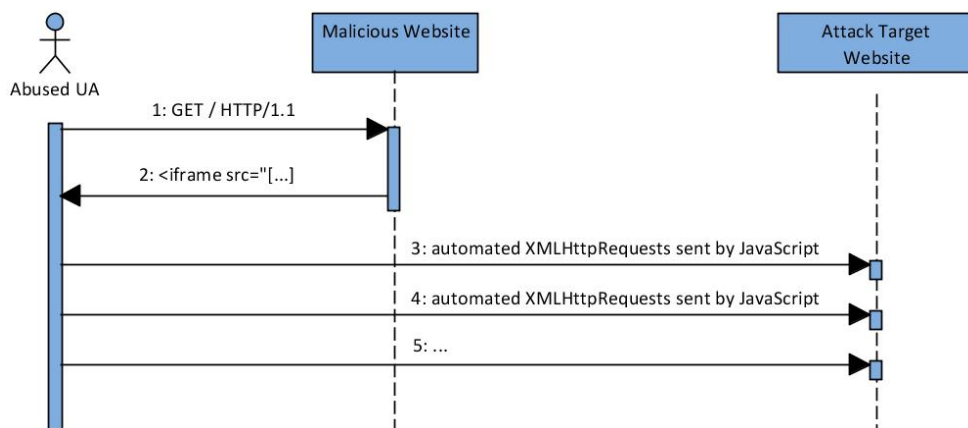 Malicious Website
Attack Target
Website
Abused UA
1: GET / HTTP/1.1
2: <iframe src="[...]
3: automated XMLHttpRequests sent by JavaScript
4: automated XMLHttpRequests sent by JavaScript
5: ...